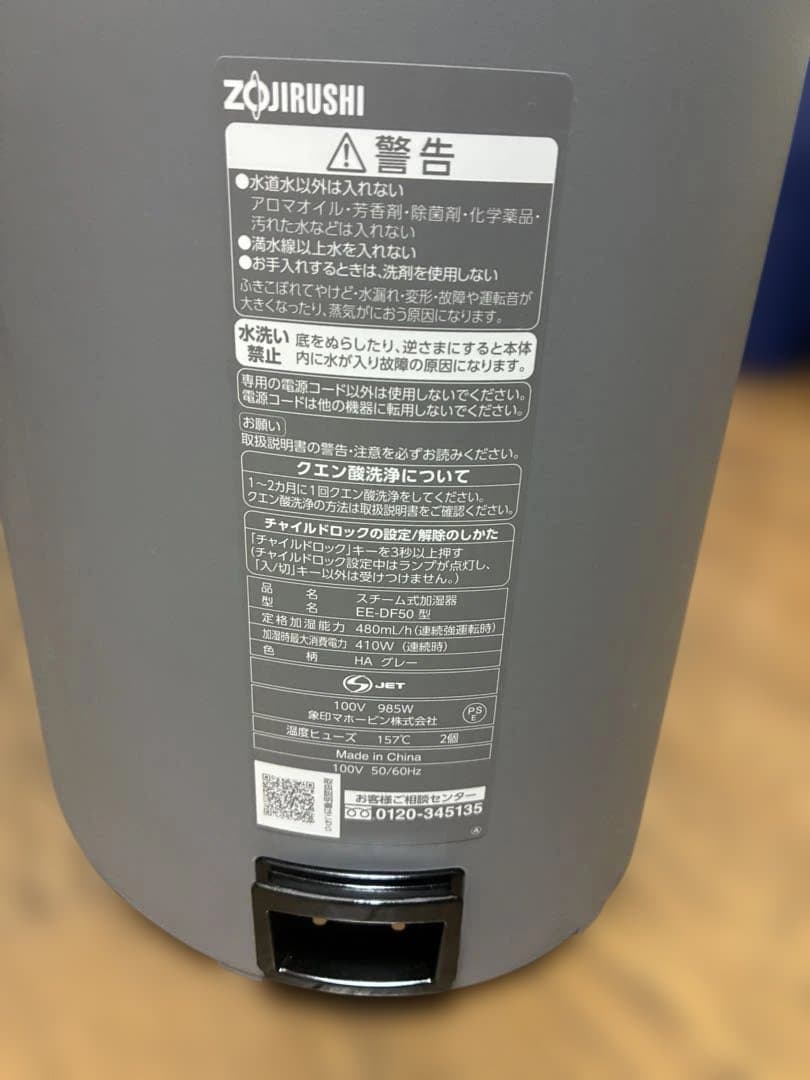 ZOJIRUSHI
警告
●水道水以外は入れない
アロマオイル・芳香剤・除菌剤・化学薬品・
汚れた水などは入れない
●満水線以上水を入れない
●お手入れするときは、洗剤を使用しない
ふきこぼれてやけど・水漏れ・変形・故障や運転音が
大きくなったり、蒸気がにおう原因になります。
水洗い
禁止
底をぬらしたり、逆さまにすると本体
内に水が入り故障の原因になります。
専用の電源コード以外は使用しないでください。
電源コードは他の機器に転用しないでください。
お願い
取扱説明書の警告・注意を必ずお読みください。
クエン酸洗浄について
1～2カ月に1回クエン酸洗浄をしてください。
クエン酸洗浄の方法は取扱説明書をご確認ください。
チャイルドロックの設定/解除のしかた
「チャイルドロック」キーを3秒以上押す
(チャイルドロック設定中はランプが点灯し、
「入/切」キー以外は受けつけません。)
品名 スチーム式加湿器
型名 EE-DF50 型
定格加湿能力 480mL/h (連続強運転時)
加湿時最大消費電力 410W (連続時)
色柄 HA グレー
JET
100V 985W
象印マホービン株式会社
PS
E
温度ヒューズ 157℃ 2個
Made in China
100V 50/60Hz
取扱説明書はこちら
お客様ご相談センター
0120-345135
A